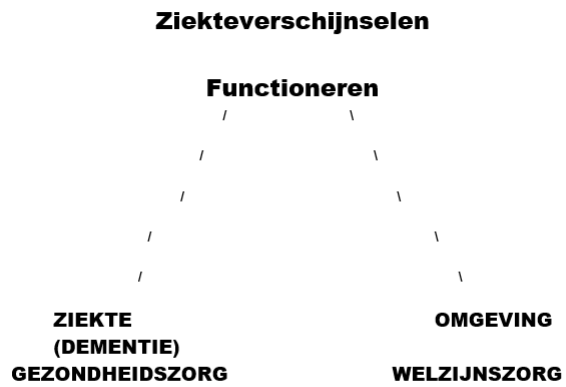 Ziekteverschijnselen
Functioneren
ZIEKTE
(DEMENTIE)
GEZONDHEIDSZORG
OMGEVING
WELZIJNSZORG